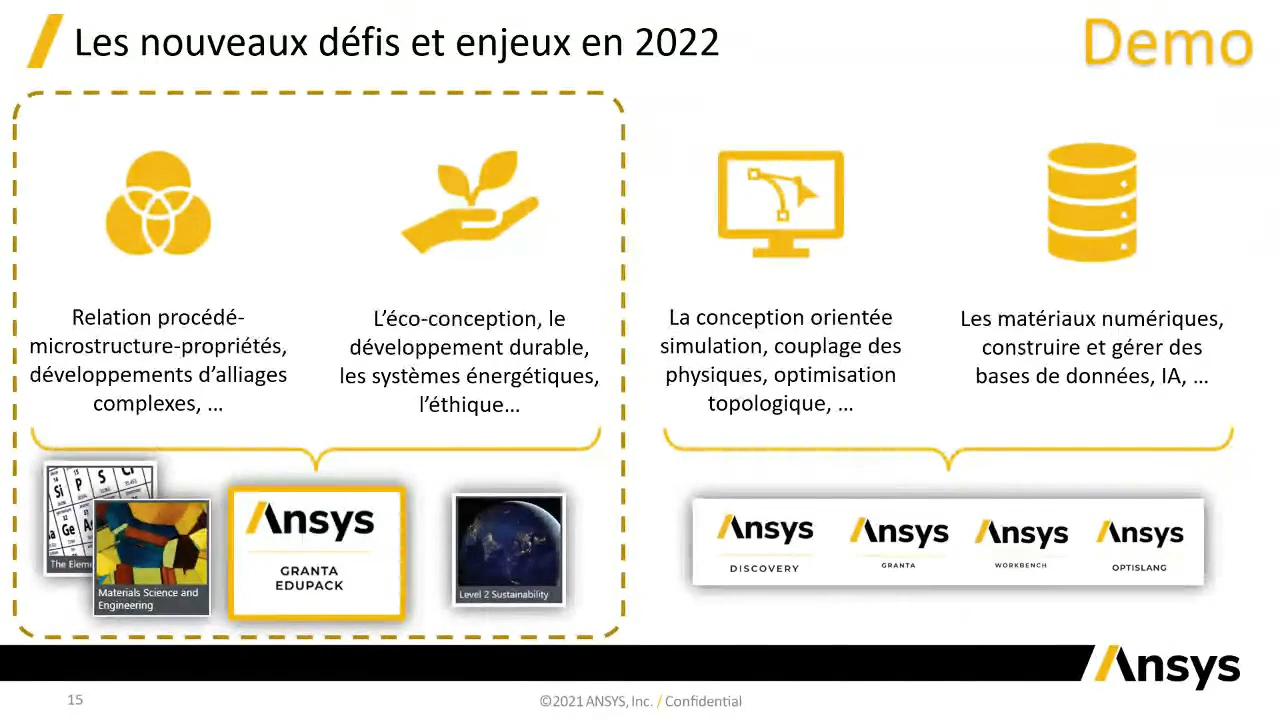 Les nouveaux défis et enjeux en 2022
Demo
Relation procédé-
microstructure-propriétés,
développements d’alliages
complexes, ...
L’éco-conception, le
développement durable,
les systèmes énergétiques,
l’éthique...
La conception orientée
simulation, couplage des
physiques, optimisation
topologique, ...
Les matériaux numériques,
construire et gérer des
bases de données, IA, ...
Si P S
Ge
The Eleme
Materials Science and
Engineering
Ansys
GRANTA
EDUPACK
Level 2 Sustainability
Ansys
DISCOVERY
Ansys
GRANTA
Ansys
WORKBENCH
Ansys
OPTISLANG
Ansys
15
©2021 ANSYS, Inc. / Confidential